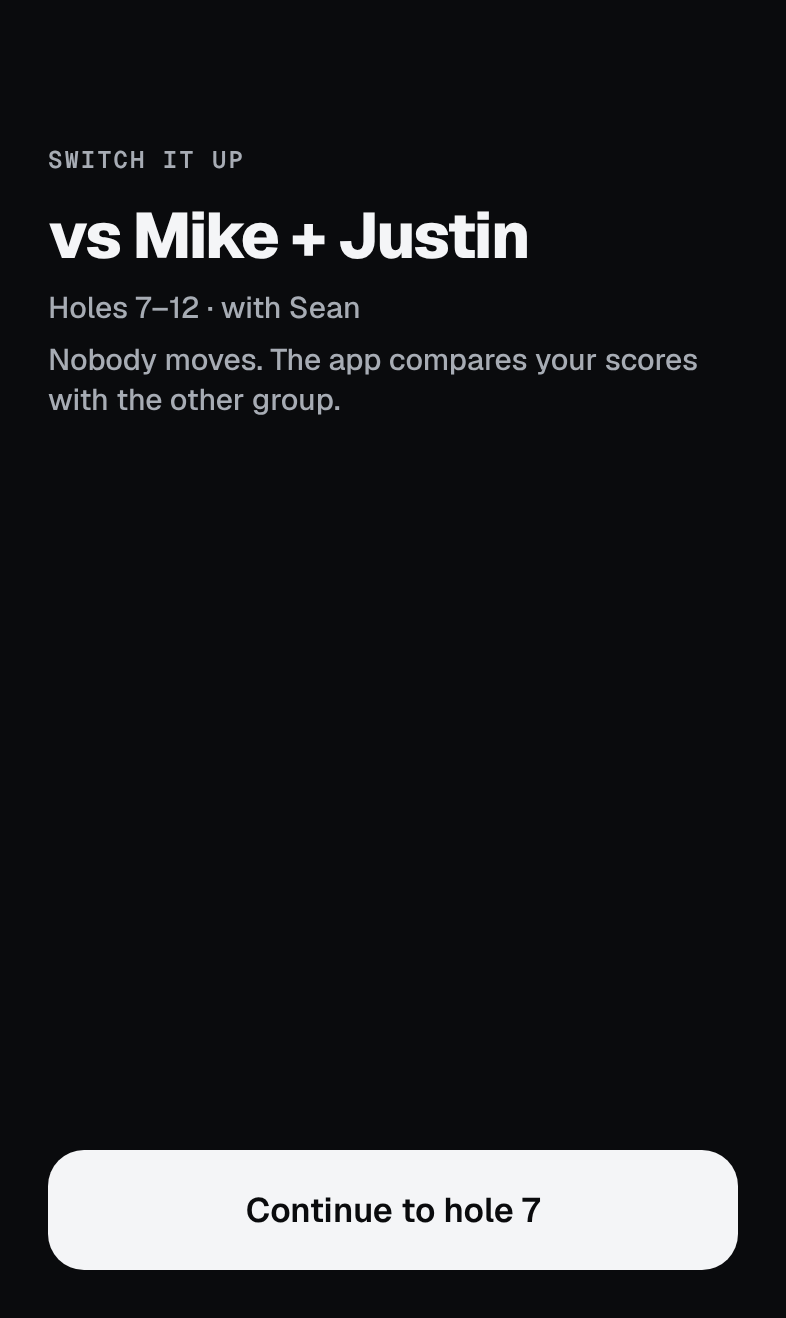 SWITCH IT UP
vs Mike + Justin
Holes 7–12 · with Sean
Nobody moves. The app compares your scores
with the other group.
Continue to hole 7